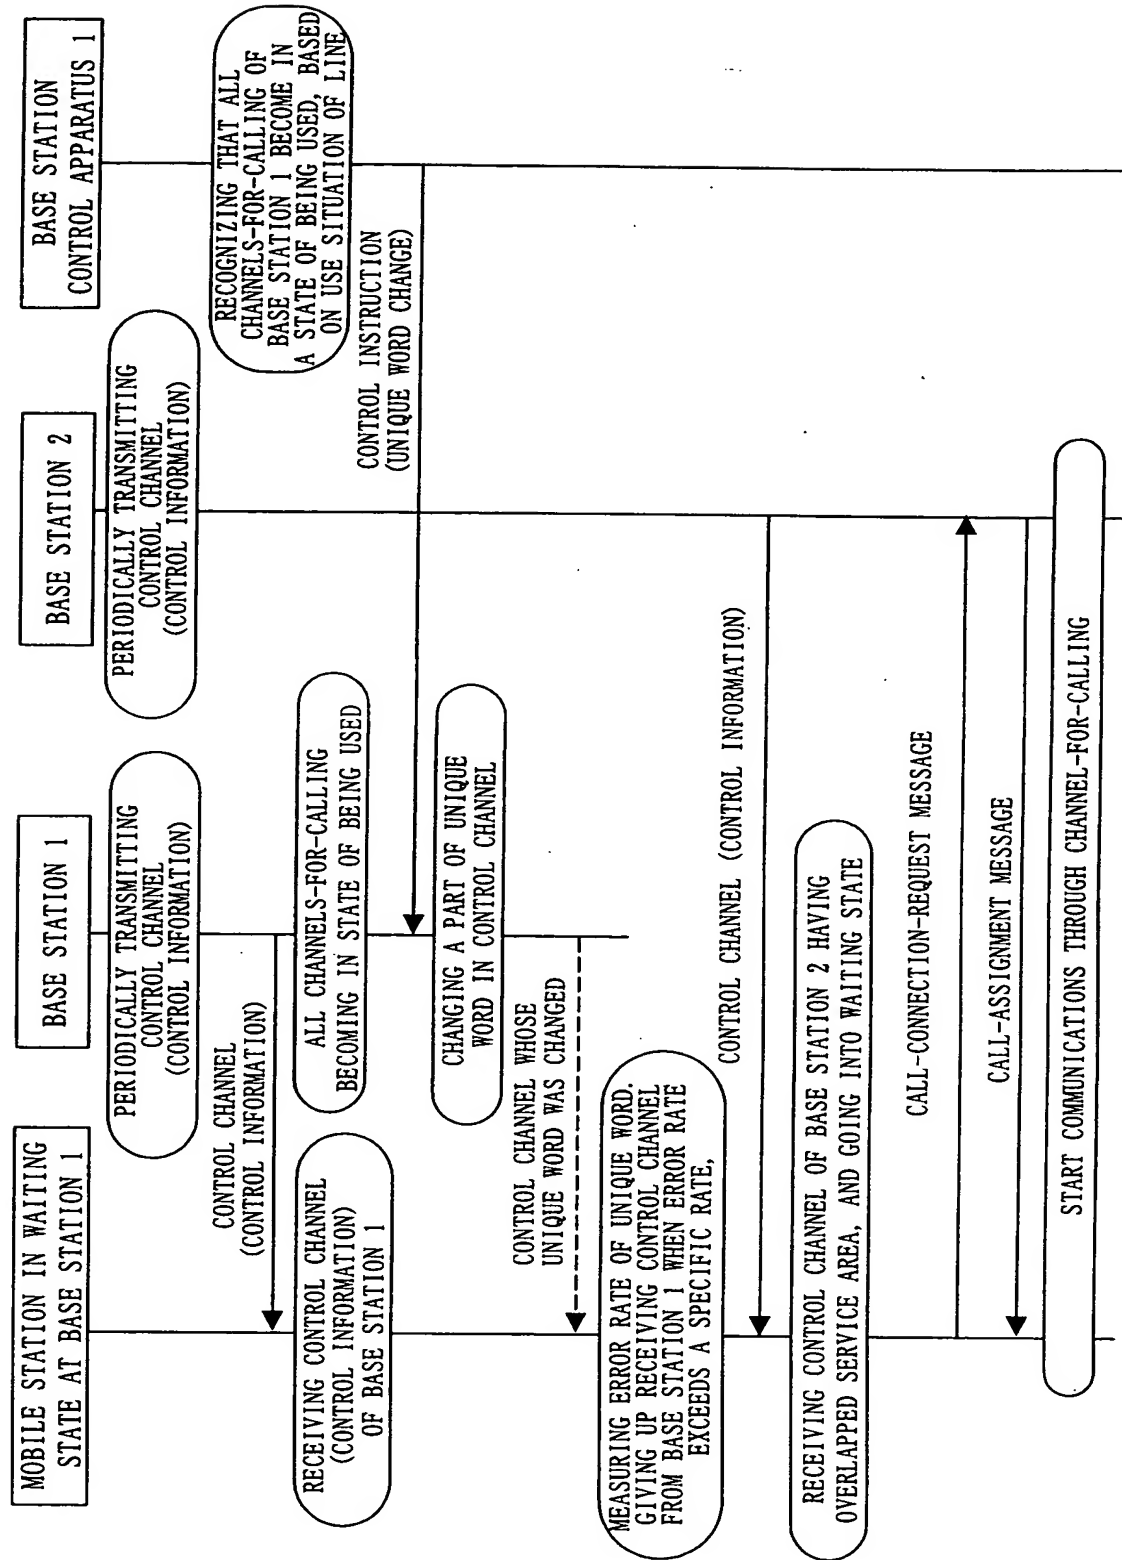 MOBILE STATION IN WAITING
STATE AT BASE STATION 1
BASE STATION 1
BASE STATION 2
BASE STATION
CONTROL APPARATUS 1
PERIODICALLY TRANSMITTING
CONTROL CHANNEL
(CONTROL INFORMATION)
PERIODICALLY TRANSMITTING
CONTROL CHANNEL
(CONTROL INFORMATION)
CONTROL CHANNEL
(CONTROL INFORMATION)
RECOGNIZING THAT ALL
CHANNELS-FOR-CALLING OF
BASE STATION 1 BECOME IN
A STATE OF BEING USED, BASED
ON USE SITUATION OF LINE
RECEIVING CONTROL CHANNEL
(CONTROL INFORMATION)
OF BASE STATION 1
ALL CHANNELS-FOR-CALLING
BECOMING IN STATE OF BEING USED
CONTROL INSTRUCTION
(UNIQUE WORD CHANGE)
CHANGING A PART OF UNIQUE
WORD IN CONTROL CHANNEL
CONTROL CHANNEL WHOSE
UNIQUE WORD WAS CHANGED
MEASURING ERROR RATE OF UNIQUE WORD.
GIVING UP RECEIVING CONTROL CHANNEL
FROM BASE STATION 1 WHEN ERROR RATE
EXCEEDS A SPECIFIC RATE,
CONTROL CHANNEL (CONTROL INFORMATION)
RECEIVING CONTROL CHANNEL OF BASE STATION 2 HAVING
OVERLAPPED SERVICE AREA, AND GOING INTO WAITING STATE
CALL-CONNECTION-REQUEST MESSAGE
CALL-ASSIGNMENT MESSAGE
START COMMUNICATIONS THROUGH CHANNEL-FOR-CALLING